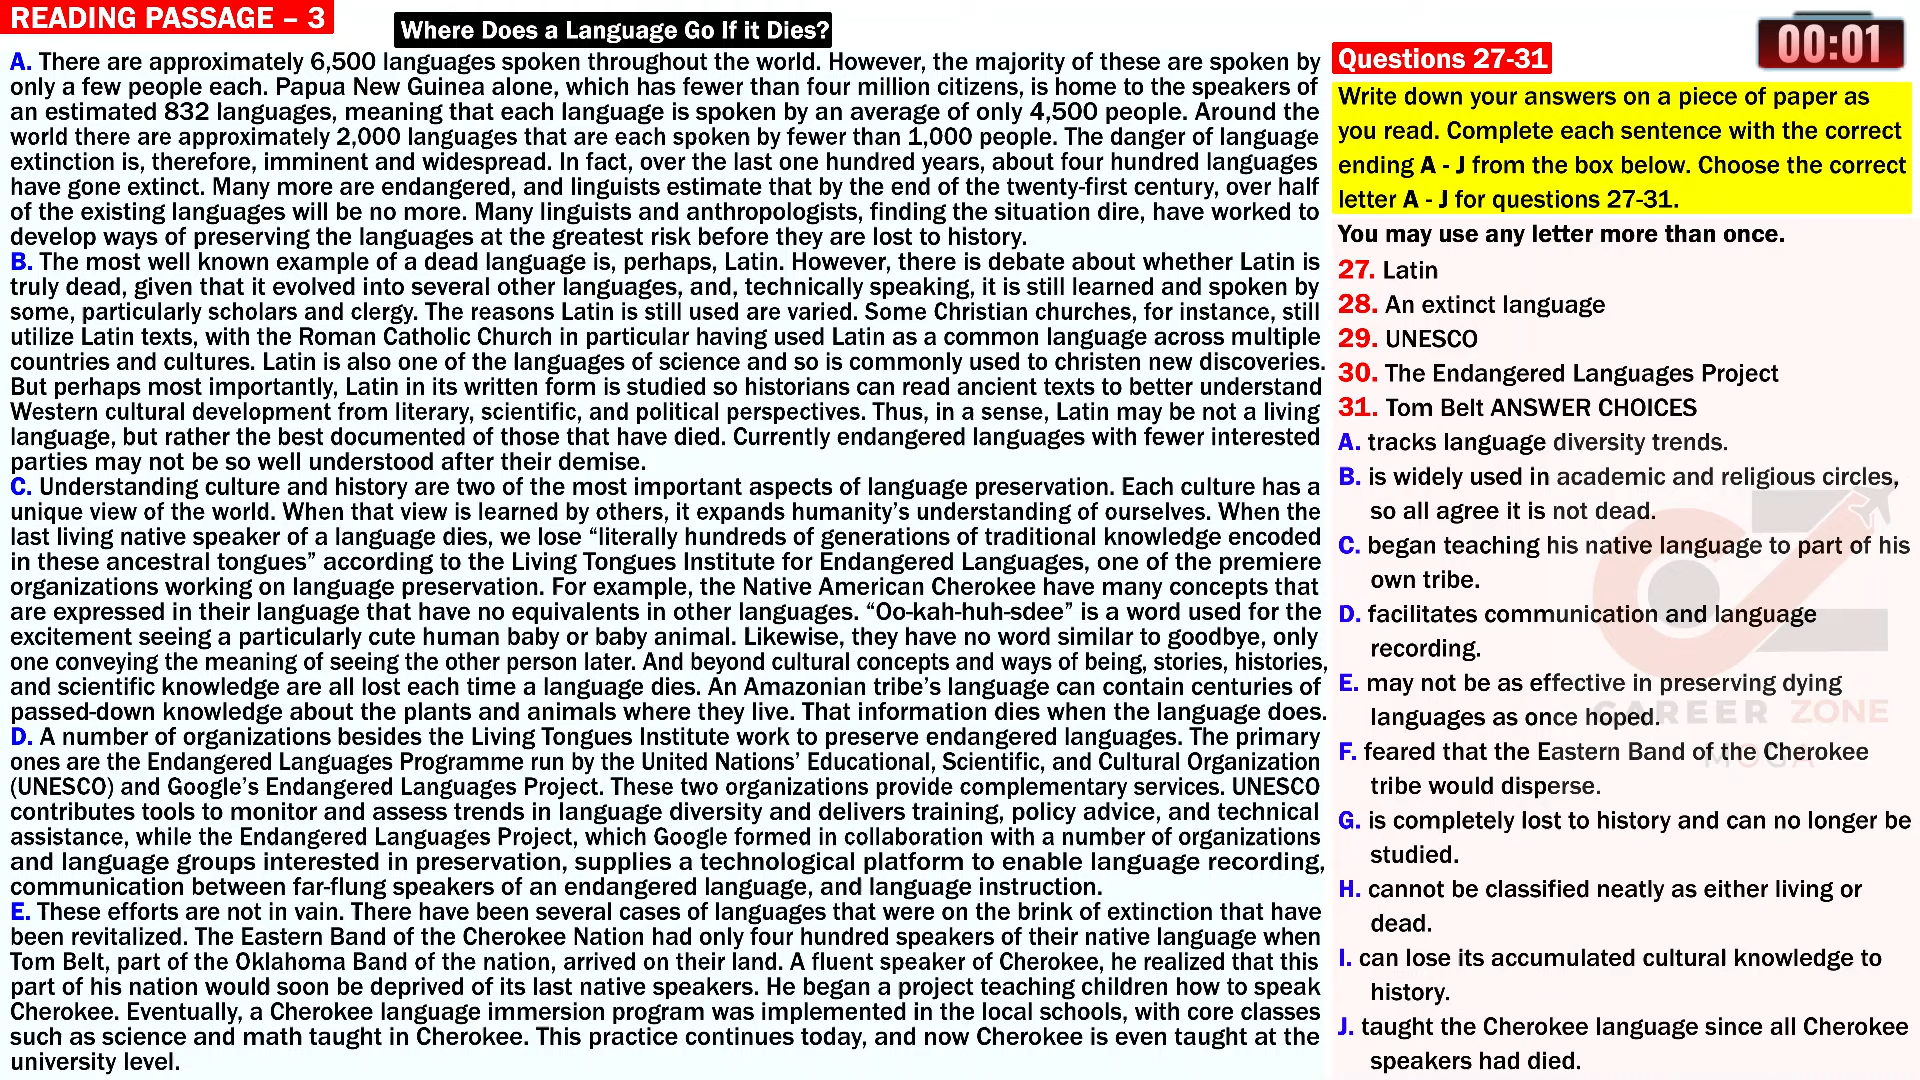 READING PASSAGE – 3
Where Does a Language Go If it Dies?
A. There are approximately 6,500 languages spoken throughout the world. However, the majority of these are spoken by
only a few people each. Papua New Guinea alone, which has fewer than four million citizens, is home to the speakers of
an estimated 832 languages, meaning that each language is spoken by an average of only 4,500 people. Around the
world there are approximately 2,000 languages that are each spoken by fewer than 1,000 people. The danger of language
extinction is, therefore, imminent and widespread. In fact, over the last one hundred years, about four hundred languages
have gone extinct. Many more are endangered, and linguists estimate that by the end of the twenty-first century, over half
of the existing languages will be no more. Many linguists and anthropologists, finding the situation dire, have worked to
develop ways of preserving the languages at the greatest risk before they are lost to history.
B. The most well known example of a dead language is, perhaps, Latin. However, there is debate about whether Latin is
truly dead, given that it evolved into several other languages, and, technically speaking, it is still learned and spoken by
some, particularly scholars and clergy. The reasons Latin is still used are varied. Some Christian churches, for instance, still
utilize Latin texts, with the Roman Catholic Church in particular having used Latin as a common language across multiple
countries and cultures. Latin is also one of the languages of science and so is commonly used to christen new discoveries.
But perhaps most importantly, Latin in its written form is studied so historians can read ancient texts to better understand
Western cultural development from literary, scientific, and political perspectives. Thus, in a sense, Latin may be not a living
language, but rather the best documented of those that have died. Currently endangered languages with fewer interested
parties may not be so well understood after their demise.
C. Understanding culture and history are two of the most important aspects of language preservation. Each culture has a
unique view of the world. When that view is learned by others, it expands humanity’s understanding of ourselves. When the
last living native speaker of a language dies, we lose “literally hundreds of generations of traditional knowledge encoded
in these ancestral tongues” according to the Living Tongues Institute for Endangered Languages, one of the premiere
organizations working on language preservation. For example, the Native American Cherokee have many concepts that
are expressed in their language that have no equivalents in other languages. “Oo-kah-huh-sdee” is a word used for the
excitement seeing a particularly cute human baby or baby animal. Likewise, they have no word similar to goodbye, only
one conveying the meaning of seeing the other person later. And beyond cultural concepts and ways of being, stories, histories,
and scientific knowledge are all lost each time a language dies. An Amazonian tribe’s language can contain centuries of
passed-down knowledge about the plants and animals where they live. That information dies when the language does.
D. A number of organizations besides the Living Tongues Institute work to preserve endangered languages. The primary
ones are the Endangered Languages Programme run by the United Nations’ Educational, Scientific, and Cultural Organization
(UNESCO) and Google’s Endangered Languages Project. These two organizations provide complementary services. UNESCO
contributes tools to monitor and assess trends in language diversity and delivers training, policy advice, and technical
assistance, while the Endangered Languages Project, which Google formed in collaboration with a number of organizations
and language groups interested in preservation, supplies a technological platform to enable language recording,
communication between far-flung speakers of an endangered language, and language instruction.
E. These efforts are not in vain. There have been several cases of languages that were on the brink of extinction that have
been revitalized. The Eastern Band of the Cherokee Nation had only four hundred speakers of their native language when
Tom Belt, part of the Oklahoma Band of the nation, arrived on their land. A fluent speaker of Cherokee, he realized that this
part of his nation would soon be deprived of its last native speakers. He began a project teaching children how to speak
Cherokee. Eventually, a Cherokee language immersion program was implemented in the local schools, with core classes
such as science and math taught in Cherokee. This practice continues today, and now Cherokee is even taught at the
university level.
00:01
Questions 27-31
Write down your answers on a piece of paper as
you read. Complete each sentence with the correct
ending A - J from the box below. Choose the correct
letter A - J for questions 27-31.
You may use any letter more than once.
27. Latin
28. An extinct language
29. UNESCO
30. The Endangered Languages Project
31. Tom Belt ANSWER CHOICES
A. tracks language diversity trends.
B. is widely used in academic and religious circles,
so all agree it is not dead.
C. began teaching his native language to part of his
own tribe.
D. facilitates communication and language
recording.
E. may not be as effective in preserving dying
languages as once hoped.
CAREER ZONE
F. feared that the Eastern Band of the Cherokee
MOGA
tribe would disperse.
G. is completely lost to history and can no longer be
studied.
H. cannot be classified neatly as either living or
dead.
I. can lose its accumulated cultural knowledge to
history.
J. taught the Cherokee language since all Cherokee
speakers had died.